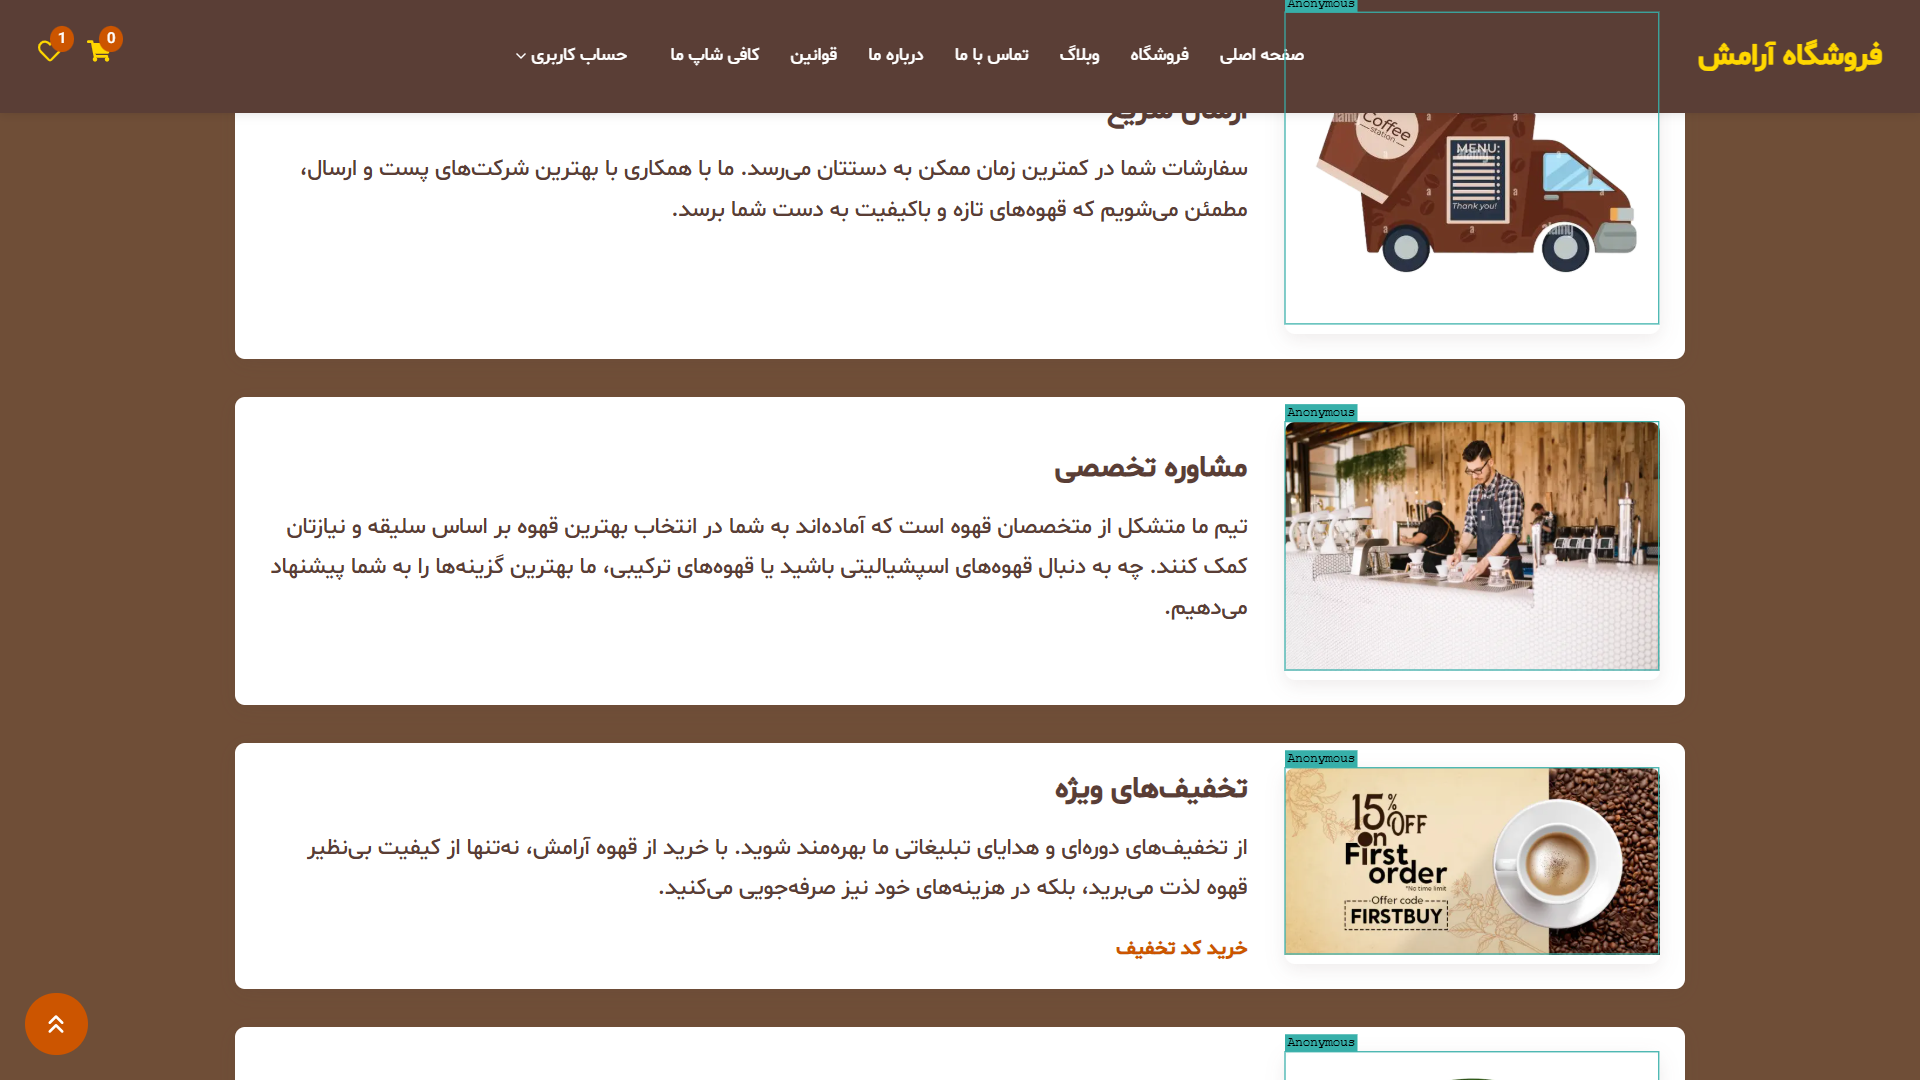 فروشگاه آرامش
صفحه اصلی
فروشگاه
وبلاگ
تماس با ما
درباره ما
قوانین
کافی شاپ ما
حساب کاربری
0
1
Anonymous
ارسال سریع
سفارشات شما در کمترین زمان ممکن به دستتان می‌رسد. ما با همکاری با بهترین شرکت‌های پست و ارسال،
مطمئن می‌شویم که قهوه‌های تازه و باکیفیت به دست شما برسد.
Coffee
station
MENU:
Thank you!
alamy
Anonymous
مشاوره تخصصی
تیم ما متشکل از متخصصان قهوه است که آماده‌اند به شما در انتخاب بهترین قهوه بر اساس سلیقه و نیازتان
کمک کنند. چه به دنبال قهوه‌های اسپشیالیتی باشید یا قهوه‌های ترکیبی، ما بهترین گزینه‌ها را به شما پیشنهاد
می‌دهیم.
Anonymous
15% OFF
on
First
order
*No time limit
Offer code
FIRSTBUY
تخفیف‌های ویژه
از تخفیف‌های دوره‌ای و هدایای تبلیغاتی ما بهره‌مند شوید. با خرید از قهوه آرامش، نه‌تنها از کیفیت بی‌نظیر
قهوه لذت می‌برید، بلکه در هزینه‌های خود نیز صرفه‌جویی می‌کنید.
خرید کد تخفیف
Anonymous